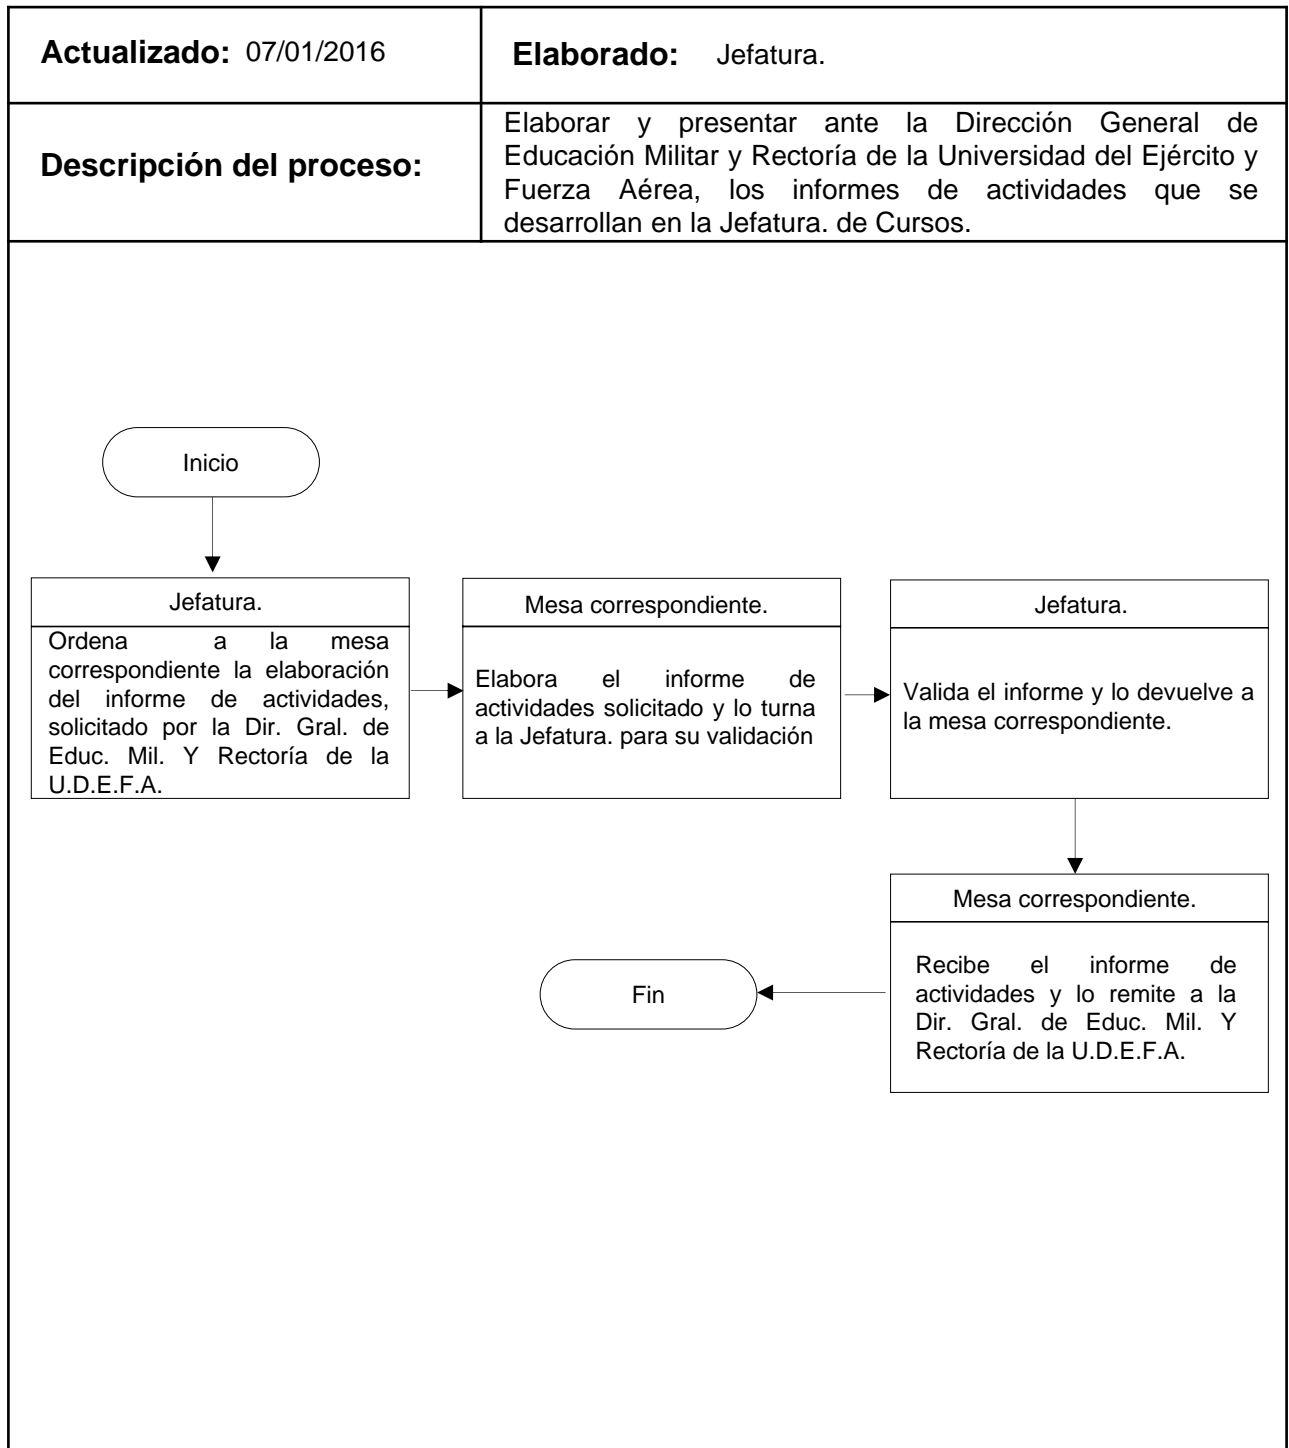 Actualizado: 07/01/2016
Elaborado: Jefatura.
Descripción del proceso:
Elaborar y presentar ante la Dirección General de
Educación Militar y Rectoría de la Universidad del Ejército y
Fuerza Aérea, los informes de actividades que se
desarrollan en la Jefatura. de Cursos.
Inicio
Jefatura.
Ordena a la mesa
correspondiente la elaboración
del informe de actividades,
solicitado por la Dir. Gral. de
Educ. Mil. Y Rectoría de la
U.D.E.F.A.
Mesa correspondiente.
Elabora el informe de
actividades solicitado y lo turna
a la Jefatura. para su validación
Jefatura.
Valida el informe y lo devuelve a
la mesa correspondiente.
Mesa correspondiente.
Recibe el informe de
actividades y lo remite a la
Dir. Gral. de Educ. Mil. Y
Rectoría de la U.D.E.F.A.
Fin